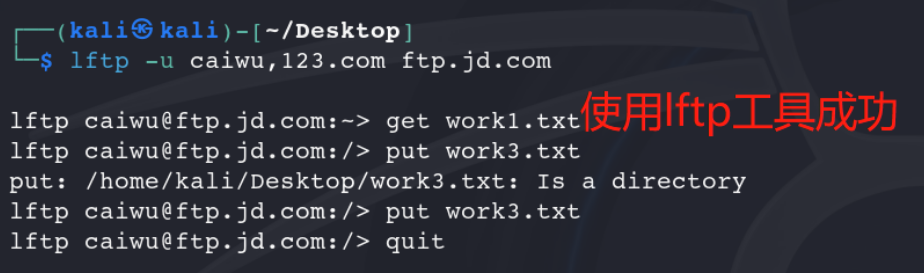 ┌──(kali㉿kali)-[~/Desktop]
└─$ lftp -u caiwu,123.com ftp.jd.com
lftp caiwu@ftp.jd.com:~> get work1.txt 使用lftp工具成功
lftp caiwu@ftp.jd.com:/> put work3.txt
put: /home/kali/Desktop/work3.txt: Is a directory
lftp caiwu@ftp.jd.com:/> put work3.txt
lftp caiwu@ftp.jd.com:/> quit